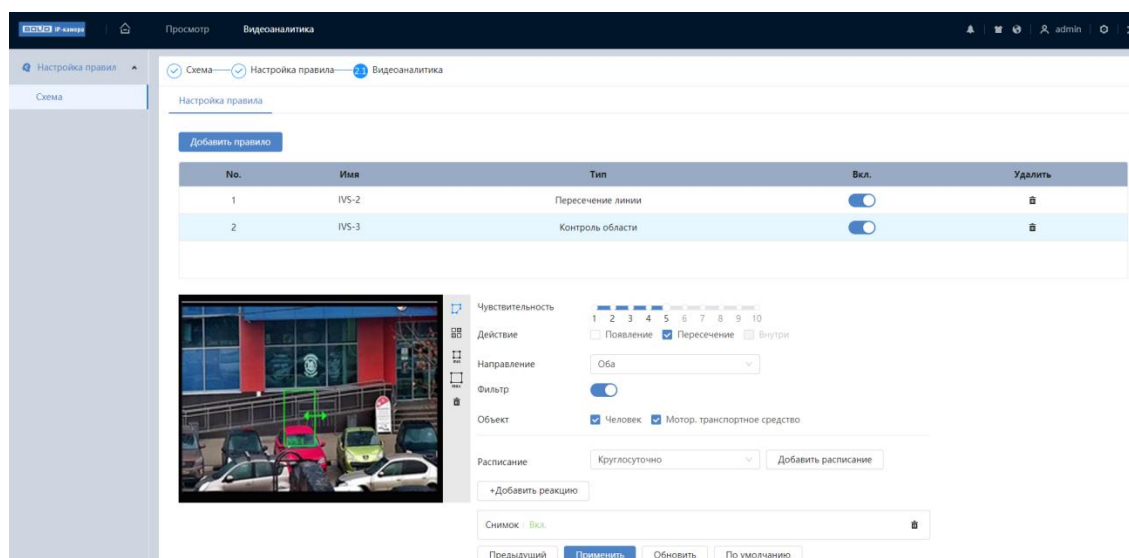 BOLID IP-камера Просмотр Видеоаналитика admin
Настройка правил
Схема
Схема Настройка правила 2.1 Видеоаналитика
Настройка правила
Добавить правило
No. Имя Тип Вкл. Удалить
1 IVS-2 Пересечение линии
2 IVS-3 Контроль области
Чувствительность
1 2 3 4 5 6 7 8 9 10
Действие Появление Пересечение Внутри
Направление Оба
Фильтр
Объект Человек Мотор. транспортное средство
Расписание Круглосуточно Добавить расписание
+Добавить реакцию
Снимок : Вкл.
Предыдущий Применить Обновить По умолчанию